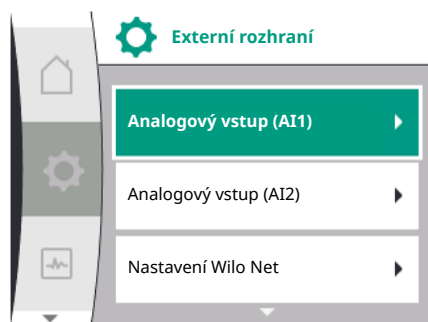 Externí rozhraní
Analogový vstup (AI1)
Analogový vstup (AI2)
Nastavení Wilo Net